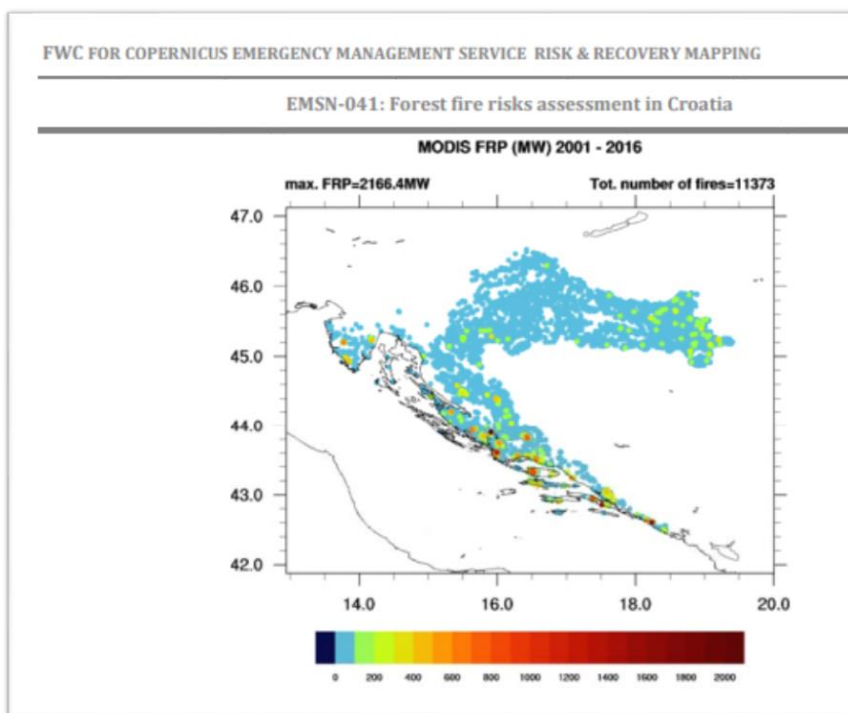 FWC FOR COPERNICUS EMERGENCY MANAGEMENT SERVICE RISK & RECOVERY MAPPING
EMSN-041: Forest fire risks assessment in Croatia
MODIS FRP (MW) 2001 - 2016
max. FRP=2166.4MW Tot. number of fires=11373
47.0
46.0
45.0
44.0
43.0
42.0
14.0 16.0 18.0 20.0
0 200 400 600 800 1000 1200 1400 1600 1800 2000